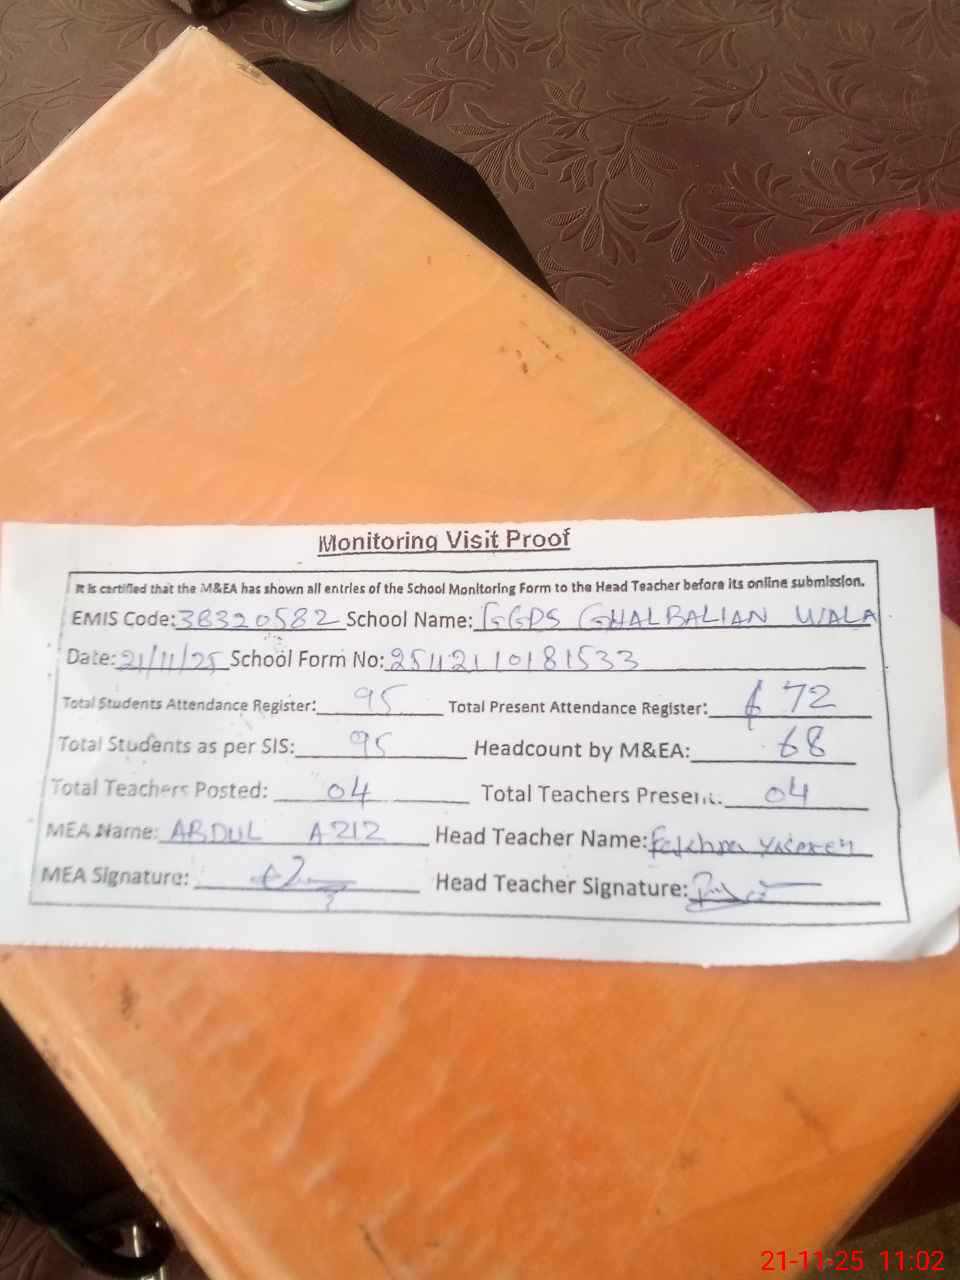 Monitoring Visit Proof
It is certified that the M&EA has shown all entries of the School Monitoring Form to the Head Teacher before its online submission.
EMIS Code: 38320582 School Name: GGPS GHALBALIAN WALA
Date: 21/11/25 School Form No: 2511211018 1533
Total Students Attendance Register: 95 Total Present Attendance Register: 72
Total Students as per SIS: 95 Headcount by M&EA: 68
Total Teachers Posted: 04 Total Teachers Present: 04
MEA Name: ABDUL AZIZ Head Teacher Name: Yasmeen
MEA Signature: Head Teacher Signature:
21-11-25 11:02